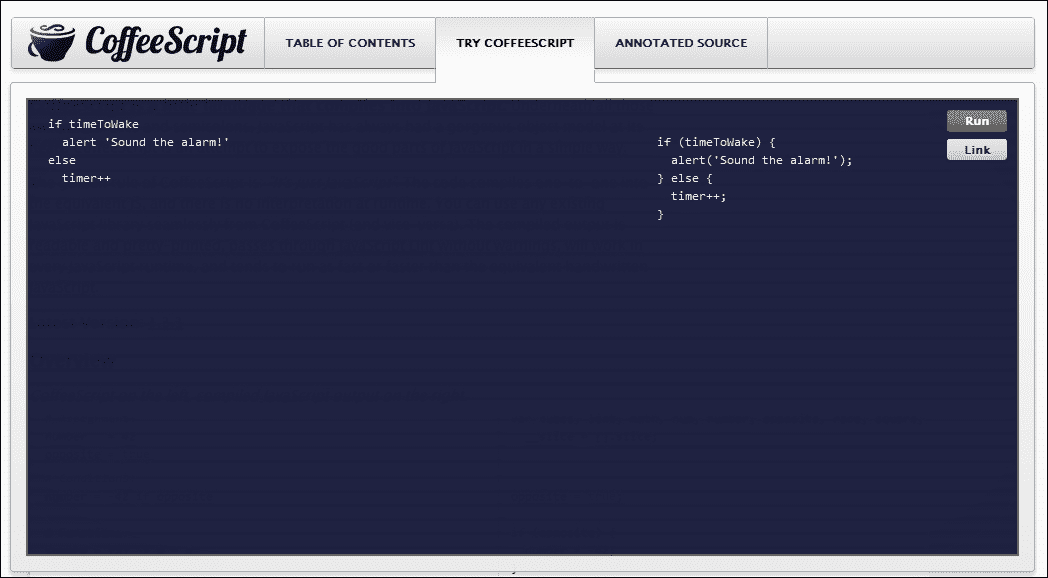 CoffeeScript
TABLE OF CONTENTS
TRY COFFEESCRIPT
ANNOTATED SOURCE
if timeToWake
  alert 'Sound the alarm!'
else
  timer++
if (timeToWake) {
  alert('Sound the alarm!');
} else {
  timer++;
}
Run
Link